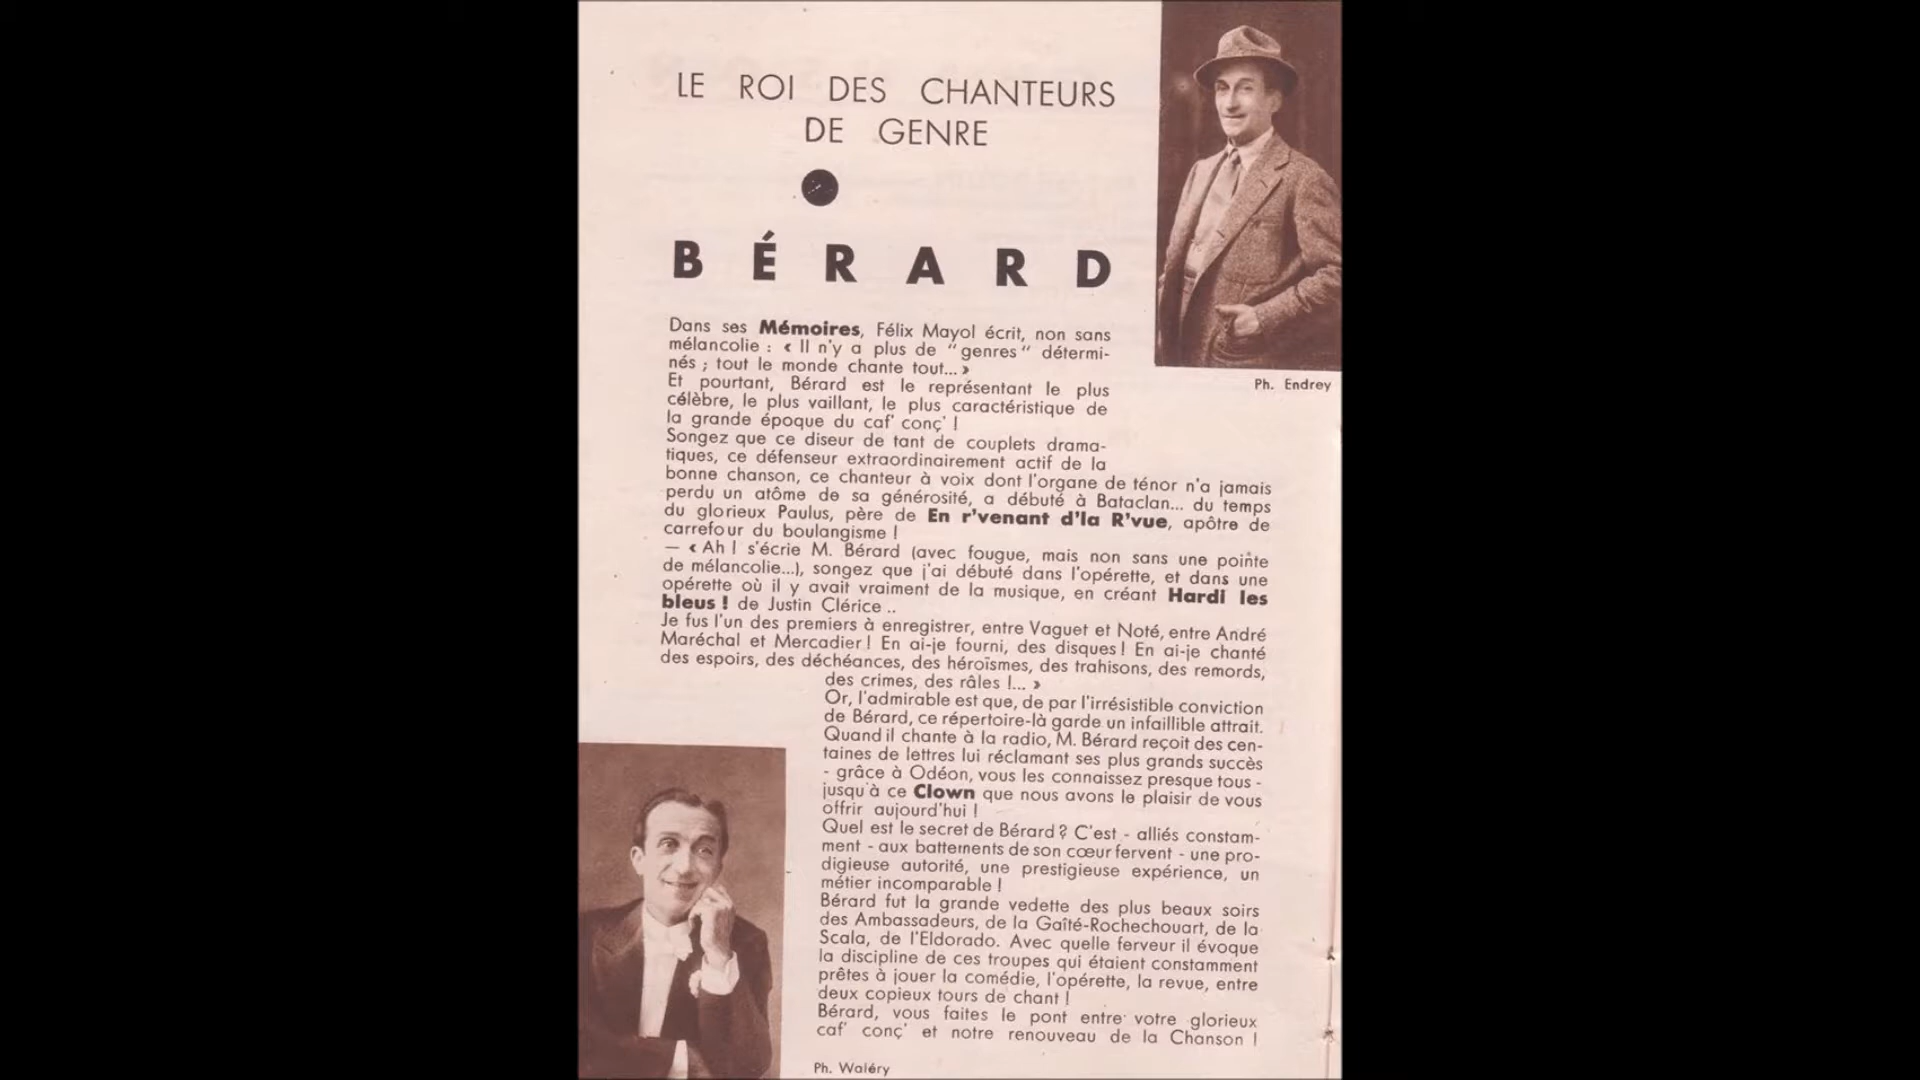 LE ROI DES CHANTEURS
DE GENRE
BÉRARD
Dans ses Mémoires, Félix Mayol écrit, non sans
mélancolie : « Il n'y a plus de "genres" détermi-
nés ; tout le monde chante tout... »
Et pourtant, Bérard est le représentant le plus
célèbre, le plus vaillant, le plus caractéristique de
la grande époque du caf' conç' !
Songez que ce diseur de tant de couplets drama-
tiques, ce défenseur extraordinairement actif de la
bonne chanson, ce chanteur à voix dont l'organe de ténor n'a jamais
perdu un atôme de sa générosité, a débuté à Bataclan... du temps
du glorieux Paulus, père de En r'venant d'la R'vue, apôtre de
carrefour du boulangisme !
— « Ah ! s'écrie M. Bérard (avec fougue, mais non sans une pointe
de mélancolie...), songez que j'ai débuté dans l'opérette, et dans une
opérette où il y avait vraiment de la musique, en créant Hardi les
bleus ! de Justin Clérice ..
Je fus l'un des premiers à enregistrer, entre Vaguet et Noté, entre André
Maréchal et Mercadier ! En ai-je fourni, des disques ! En ai-je chanté
des espoirs, des déchéances, des héroïsmes, des trahisons, des remords,
des crimes, des râles !... »
Or, l'admirable est que, de par l'irrésistible conviction
de Bérard, ce répertoire-là garde un infaillible attrait.
Quand il chante à la radio, M. Bérard reçoit des cen-
taines de lettres lui réclamant ses plus grands succès
- grâce à Odéon, vous les connaissez presque tous -
jusqu'à ce Clown que nous avons le plaisir de vous
offrir aujourd'hui !
Quel est le secret de Bérard ? C'est - alliés constam-
ment - aux battements de son cœur fervent - une pro-
digieuse autorité, une prestigieuse expérience, un
métier incomparable !
Bérard fut la grande vedette des plus beaux soirs
des Ambassadeurs, de la Gaîté-Rochechouart, de la
Scala, de l'Eldorado. Avec quelle ferveur il évoque
la discipline de ces troupes qui étaient constamment
prêtes à jouer la comédie, l'opérette, la revue, entre
deux copieux tours de chant !
Bérard, vous faites le pont entre votre glorieux
caf' conç' et notre renouveau de la Chanson !
Ph. Endrey
Ph. Waléry